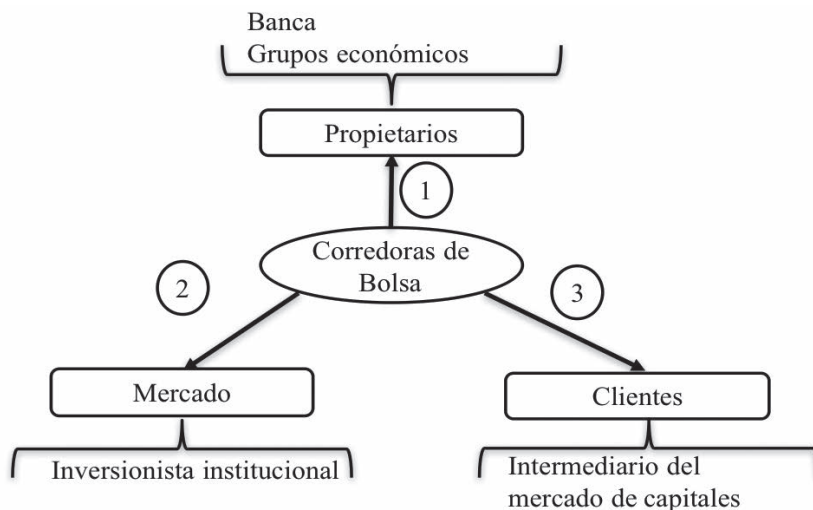 Banca
Grupos económicos
Propietarios
1
Corredoras de
Bolsa
2
3
Mercado
Clientes
Inversionista institucional
Intermediario del
mercado de capitales